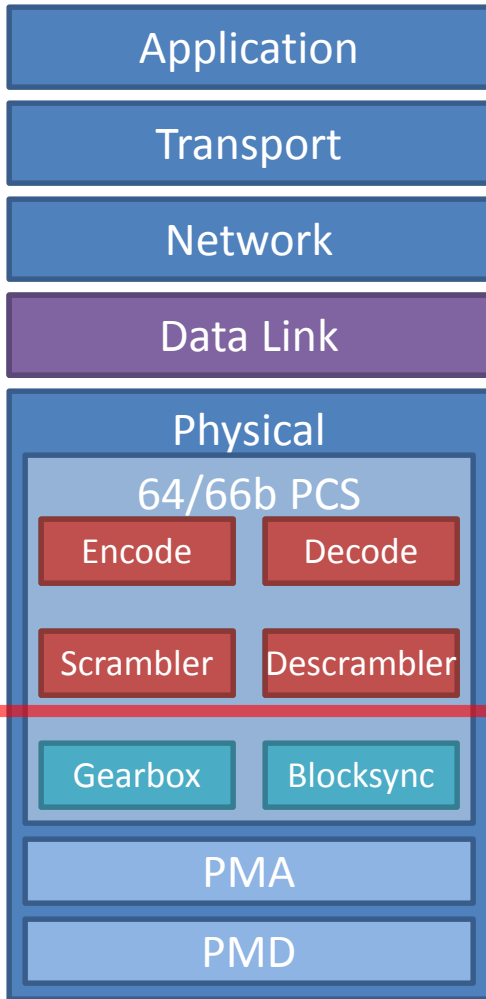 Application
Transport
Network
Data Link
Physical
64/66b PCS
Encode Decode
Scrambler Descrambler
Gearbox Blocksync
PMA
PMD